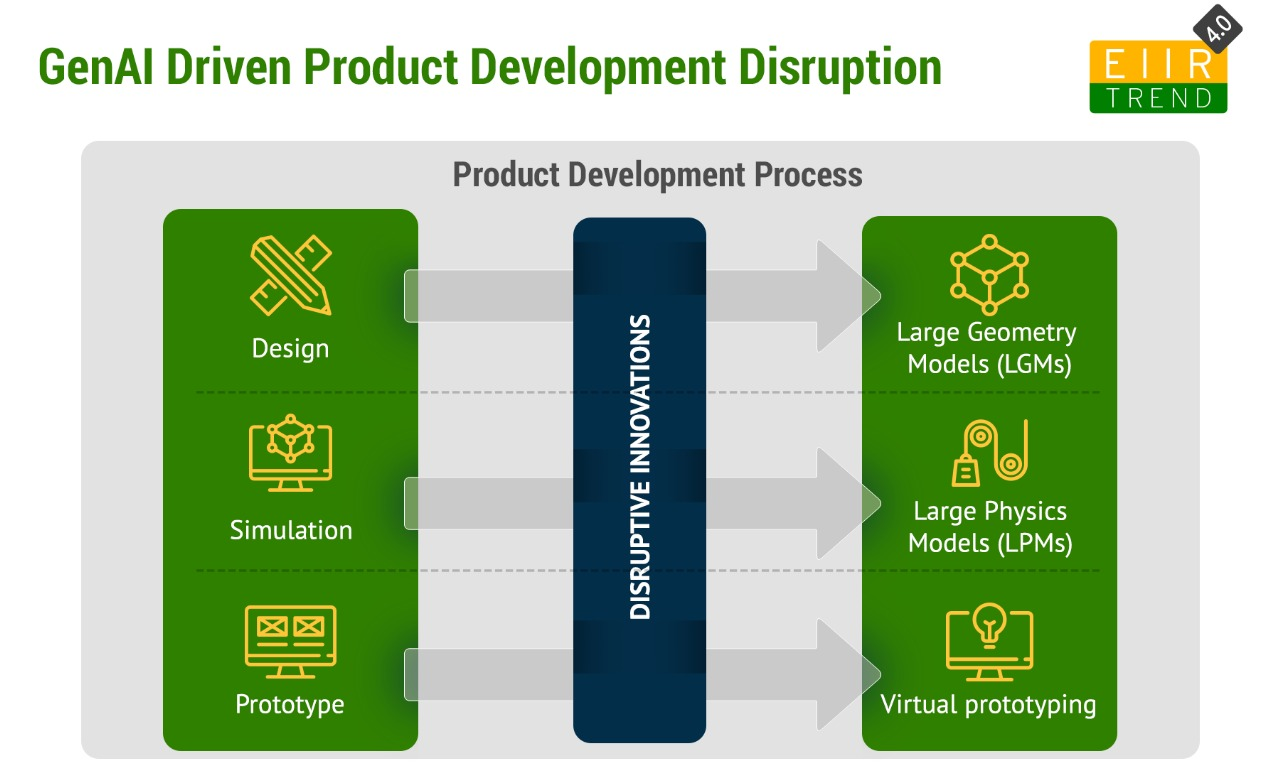 GenAI Driven Product Development Disruption
4.0
EIIR
TREND
Product Development Process
Design
Simulation
Prototype
DISRUPTIVE INNOVATIONS
Large Geometry
Models (LGMs)
Large Physics
Models (LPMs)
Virtual prototyping